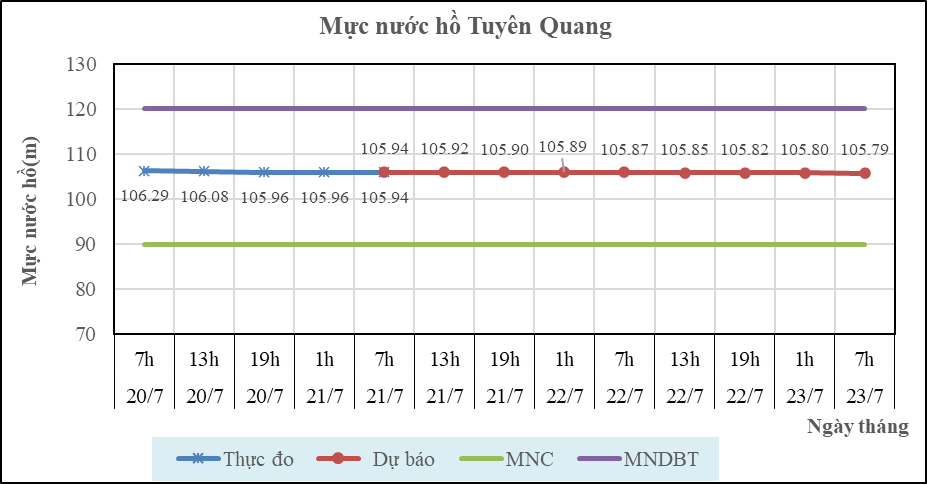 Mực nước hồ Tuyên Quang
Mực nước hồ(m)
130
120
110
100
90
80
70
105.94 105.92 105.90 105.89 105.87 105.85 105.82 105.80 105.79
106.29 106.08 105.96 105.96 105.94
7h 13h 19h 1h 7h 13h 19h 1h 7h 13h 19h 1h 7h
20/7 20/7 20/7 21/7 21/7 21/7 21/7 22/7 22/7 22/7 22/7 23/7 23/7
Ngày tháng
Thực đo Dự báo MNC MNDBT